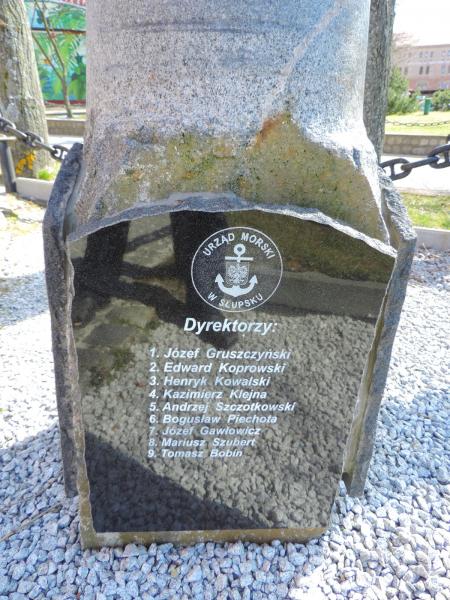 URZĄD MORSKI
W SŁUPSKU
Dyrektorzy:
1. Józef Gruszczyński
2. Edward Koprowski
3. Henryk Kowalski
4. Kazimierz Klejna
5. Andrzej Szczotkowski
6. Bogusław Piechota
7. Józef Gawłowicz
8. Mariusz Szubert
9. Tomasz Bobin